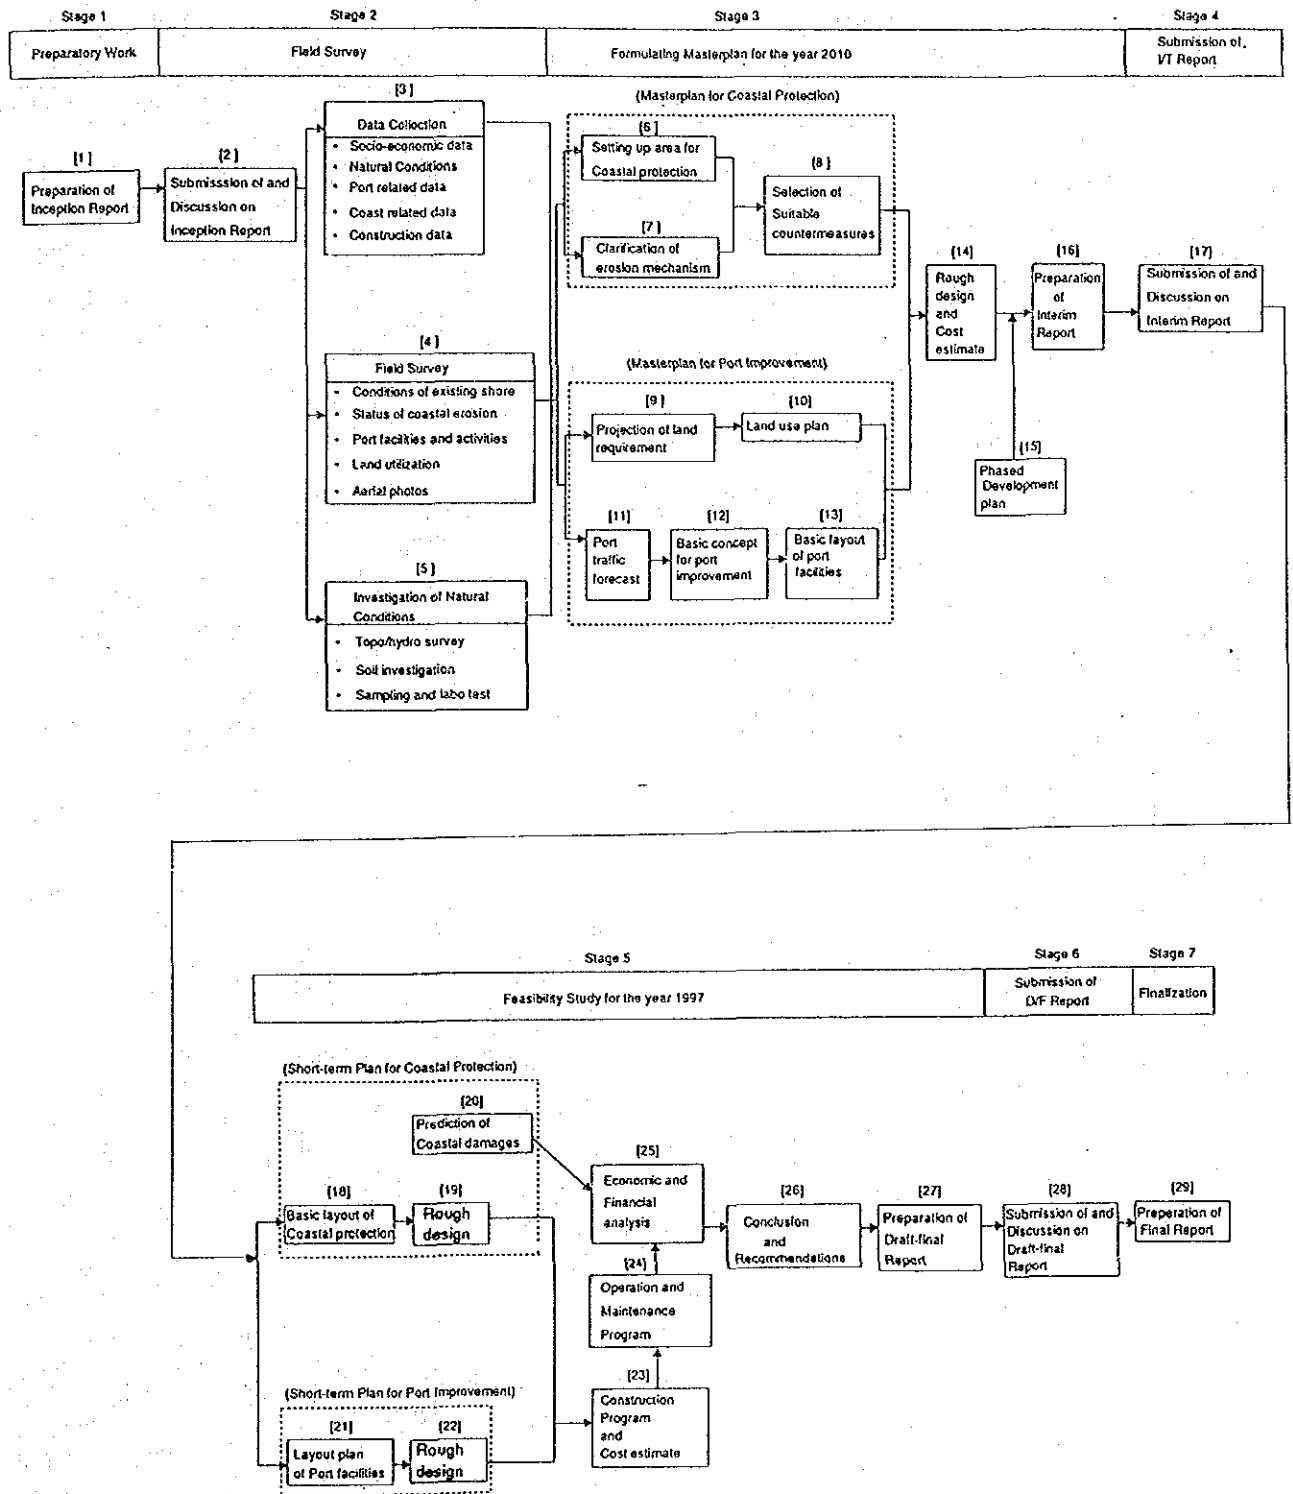 Stage 1
Stage 2
Stage 3
Stage 4
Preparatory Work
Field Survey
Formulating Masterplan for the year 2010
Submission of
I/T Report
[1]
Preparation of
Inception Report
[2]
Submisssion of and
Discussion on
Inception Report
[3]
Data Collection
• Socio-economic data
• Natural Conditions
• Port related data
• Coast related data
• Construction data
[4]
Field Survey
• Conditions of existing shore
• Status of coastal erosion
• Port facilities and activities
• Land utilization
• Aerial photos
[5]
Investigation of Natural
Conditions
• Topo/hydro survey
• Soil investigation
• Sampling and labo test
(Masterplan for Coastal Protection)
[6]
Setting up area for
Coastal protection
[7]
Clarification of
erosion mechanism
[8]
Selection of
Suitable
countermeasures
(Masterplan for Port Improvement)
[9]
Projection of land
requirement
[10]
Land use plan
[11]
Port
traffic
forecast
[12]
Basic concept
for port
improvement
[13]
Basic layout
of port
facilities
[14]
Rough
design
and
Cost
estimate
[15]
Phased
Development
plan
[16]
Preparation
of
Interim
Report
[17]
Submission of and
Discussion on
Interim Report
Stage 5
Stage 6
Stage 7
Feasibility Study for the year 1997
Submission of
D/F Report
Finalization
(Short-term Plan for Coastal Protection)
[20]
Prediction of
Coastal damages
[18]
Basic layout of
Coastal protection
[19]
Rough
design
(Short-term Plan for Port Improvement)
[21]
Layout plan
of Port facilities
[22]
Rough
design
[25]
Economic and
Financial
analysis
[24]
Operation and
Maintenance
Program
[23]
Construction
Program
and
Cost estimate
[26]
Conclusion
and
Recommendations
[27]
Preparation of
Draft-final
Report
[28]
Submission of and
Discussion on
Draft-final
Report
[29]
Preperation of
Final Report